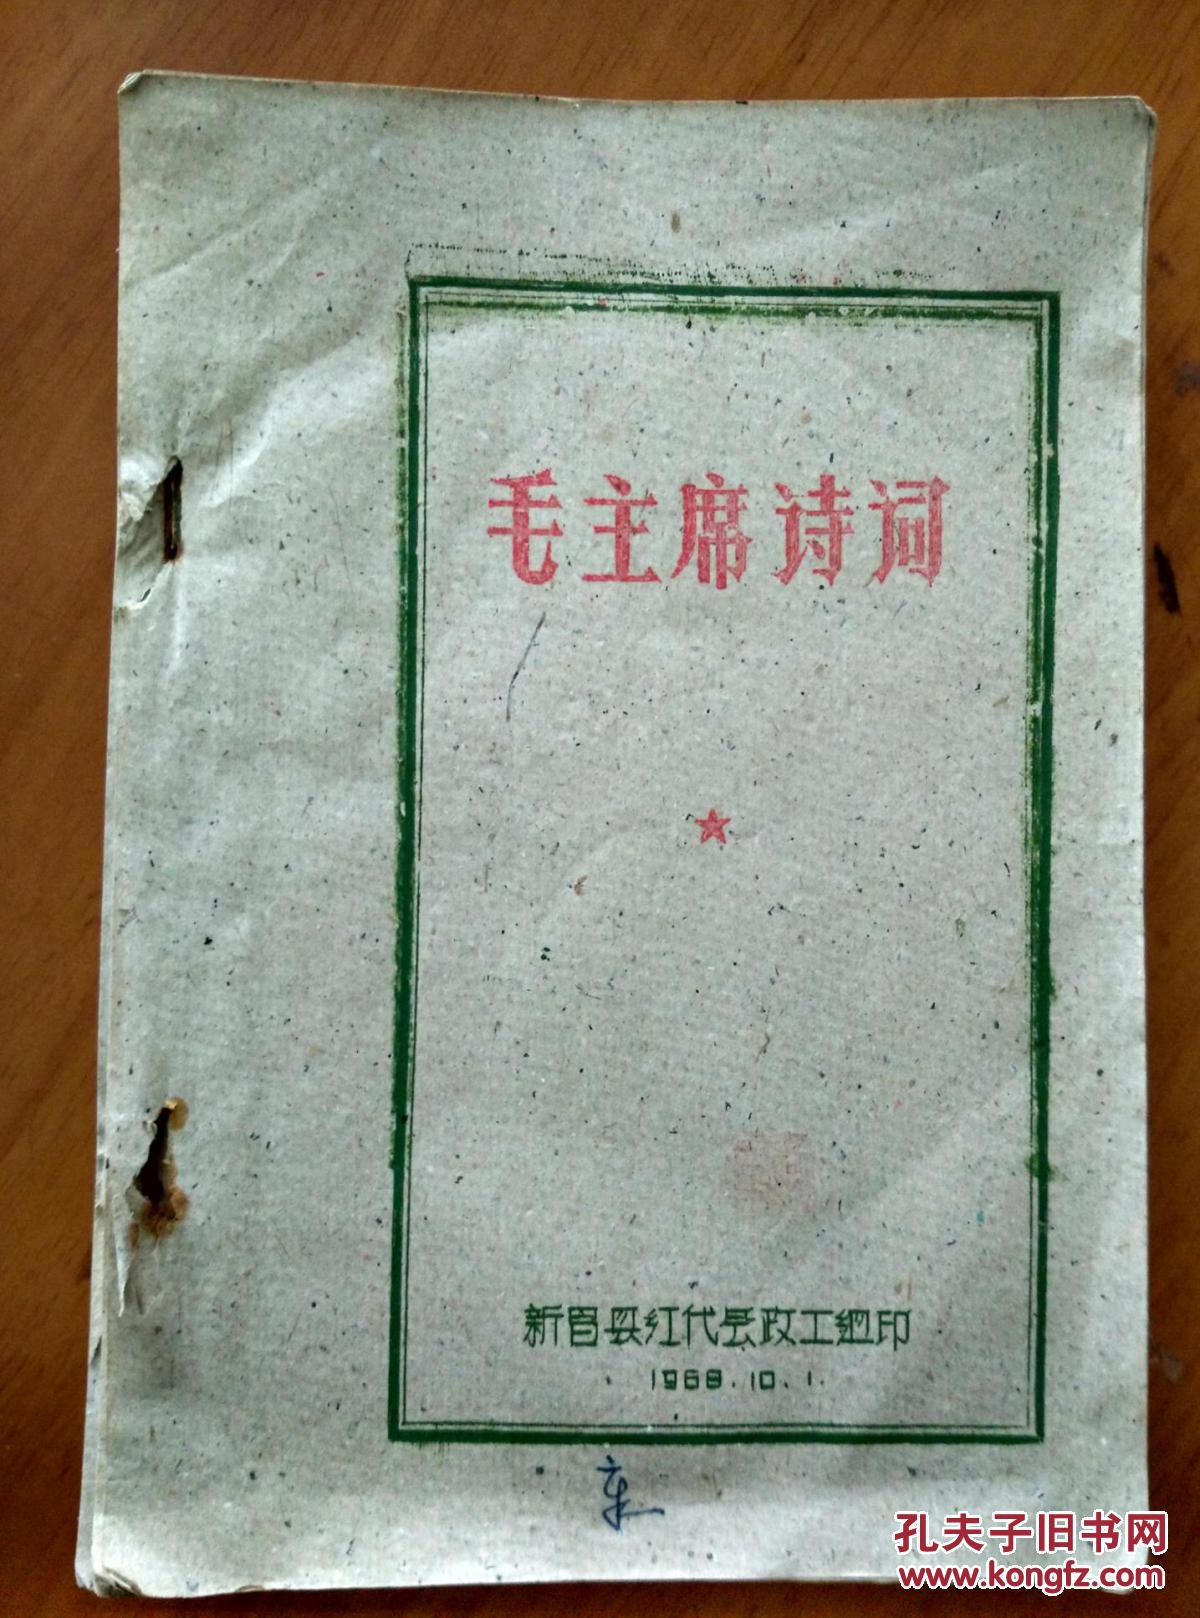 毛主席诗词
新昌县红代会政工组印
1968.10.1.
孔夫子旧书网
www.kongfz.com